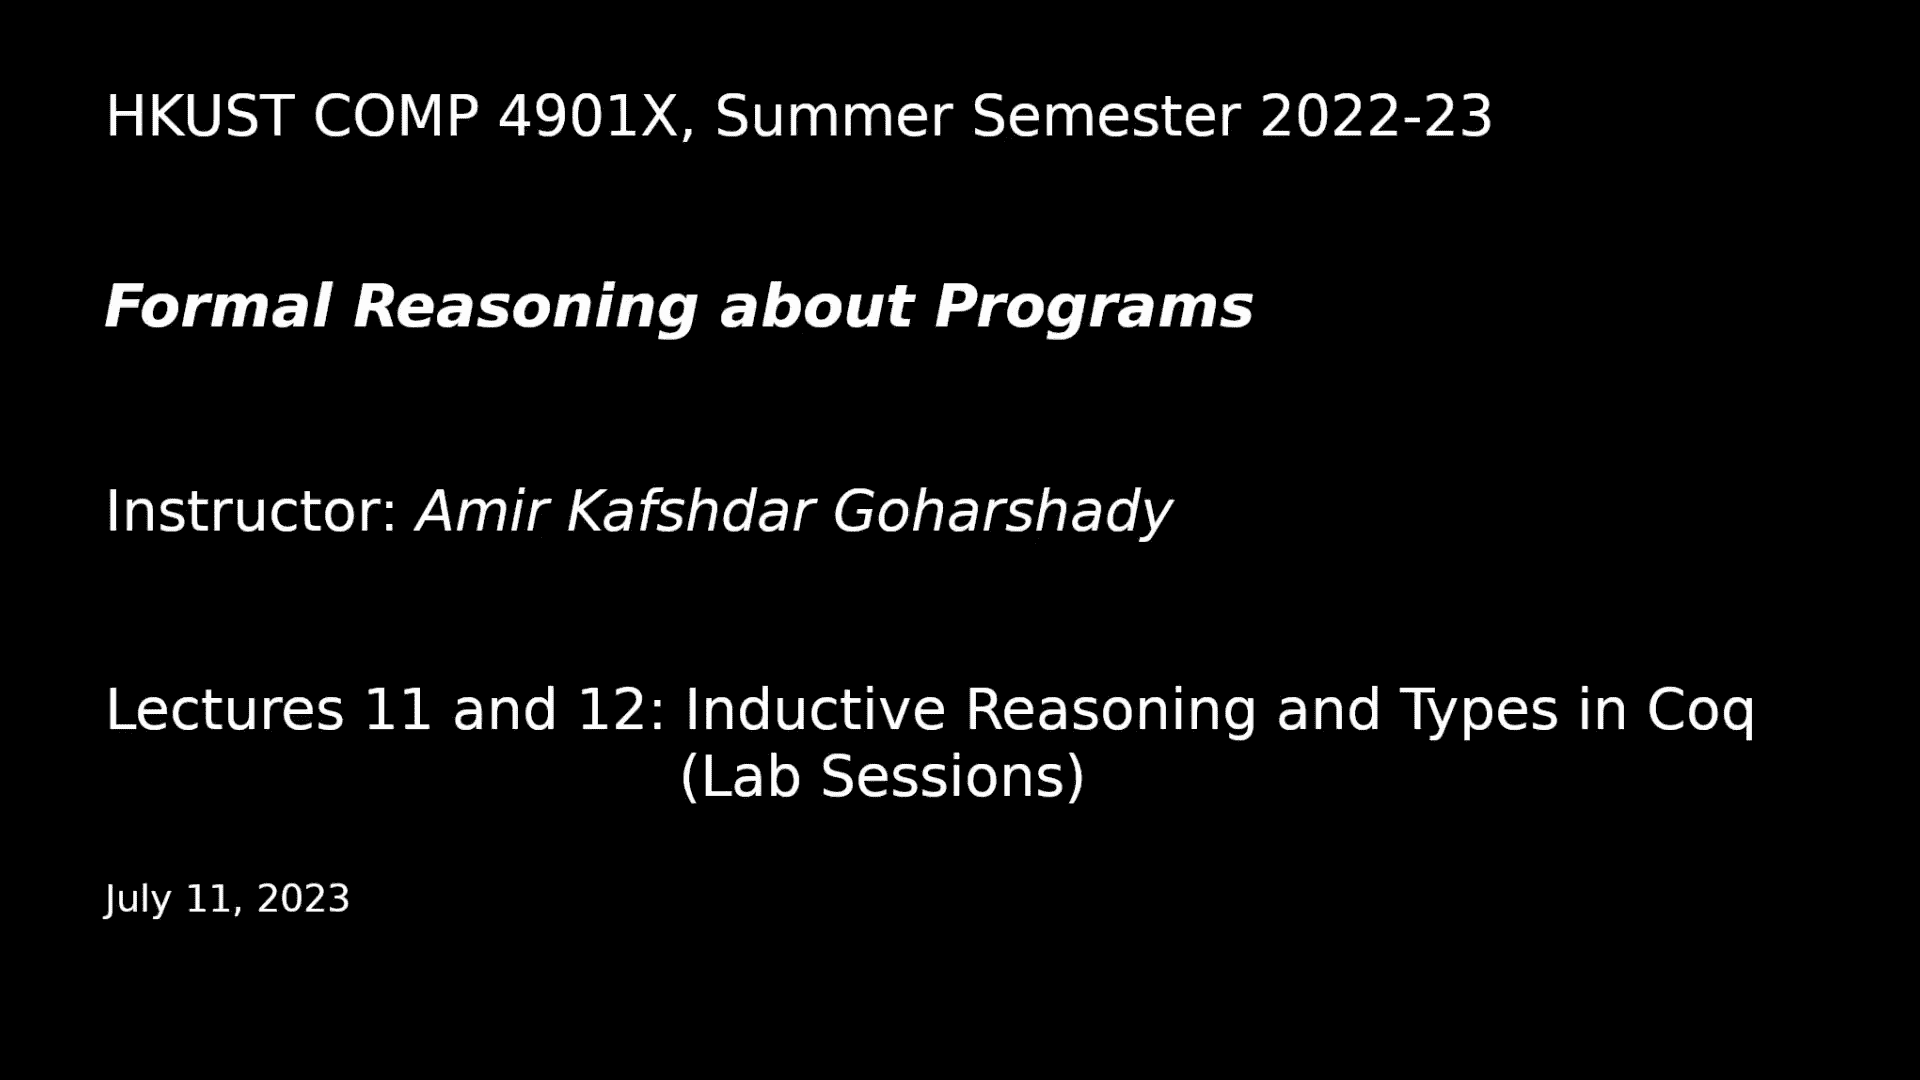 HKUST COMP 4901X, Summer Semester 2022-23
Formal Reasoning about Programs
Instructor: Amir Kafshdar Goharshady
Lectures 11 and 12: Inductive Reasoning and Types in Coq
(Lab Sessions)
July 11, 2023